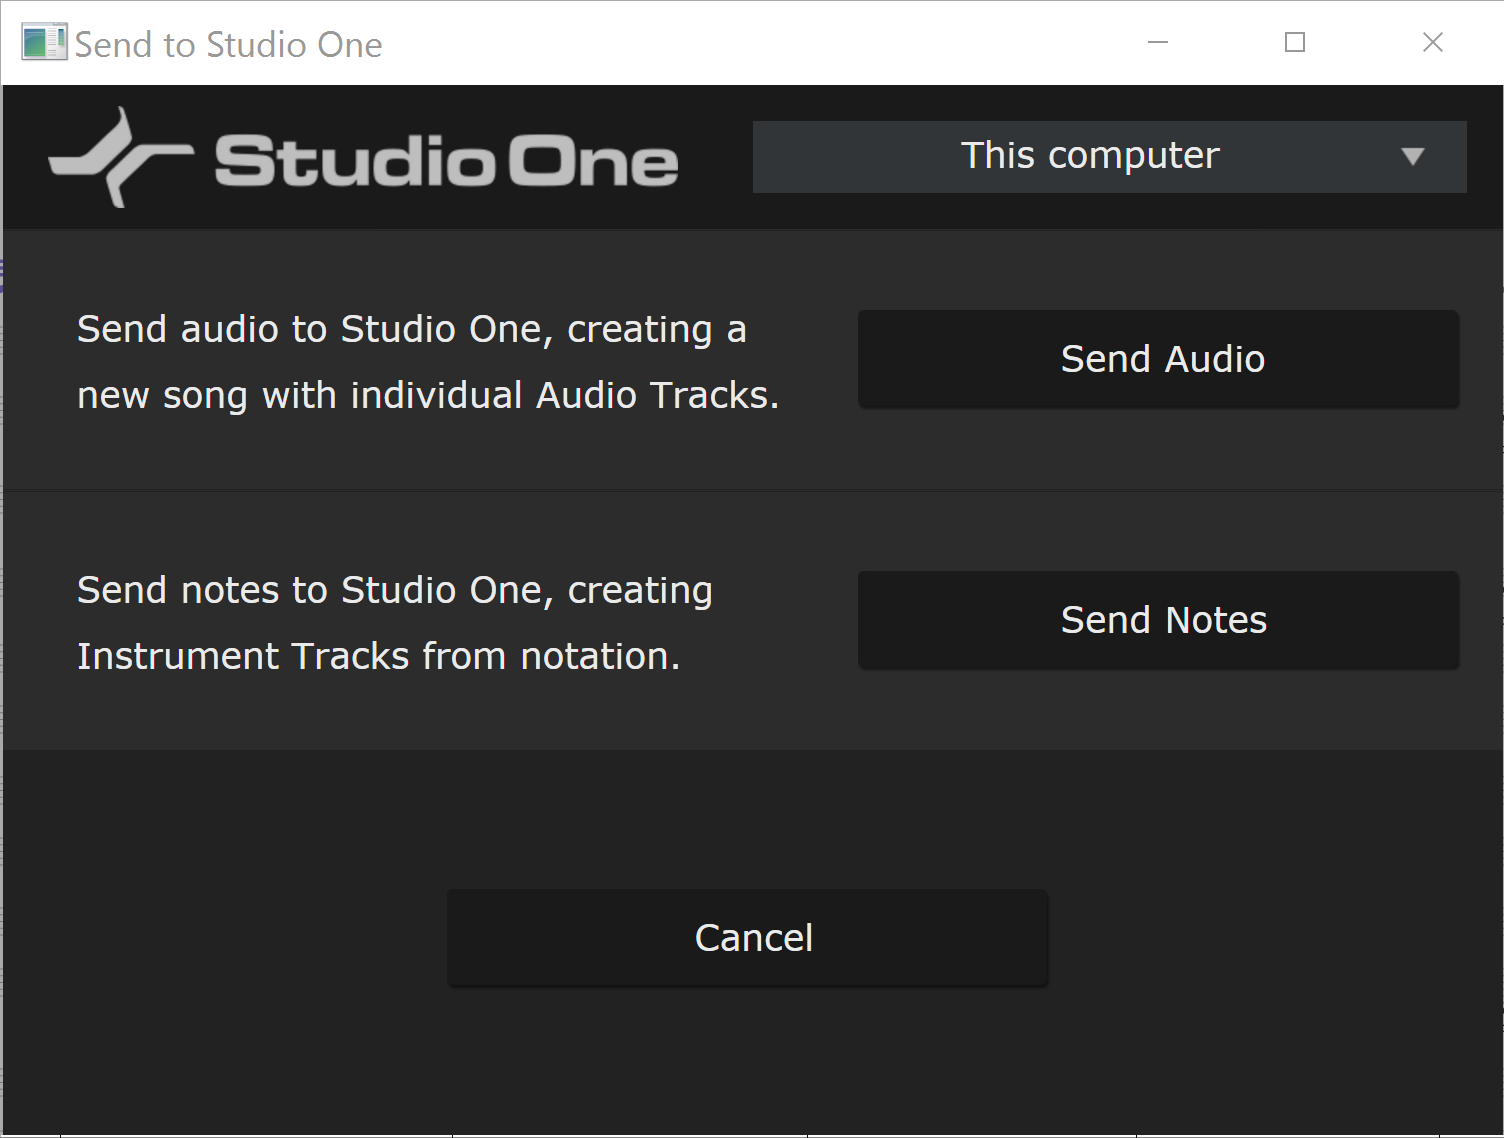 Send to Studio One
Studio One
This computer
Send audio to Studio One, creating a
new song with individual Audio Tracks.
Send Audio
Send notes to Studio One, creating
Instrument Tracks from notation.
Send Notes
Cancel